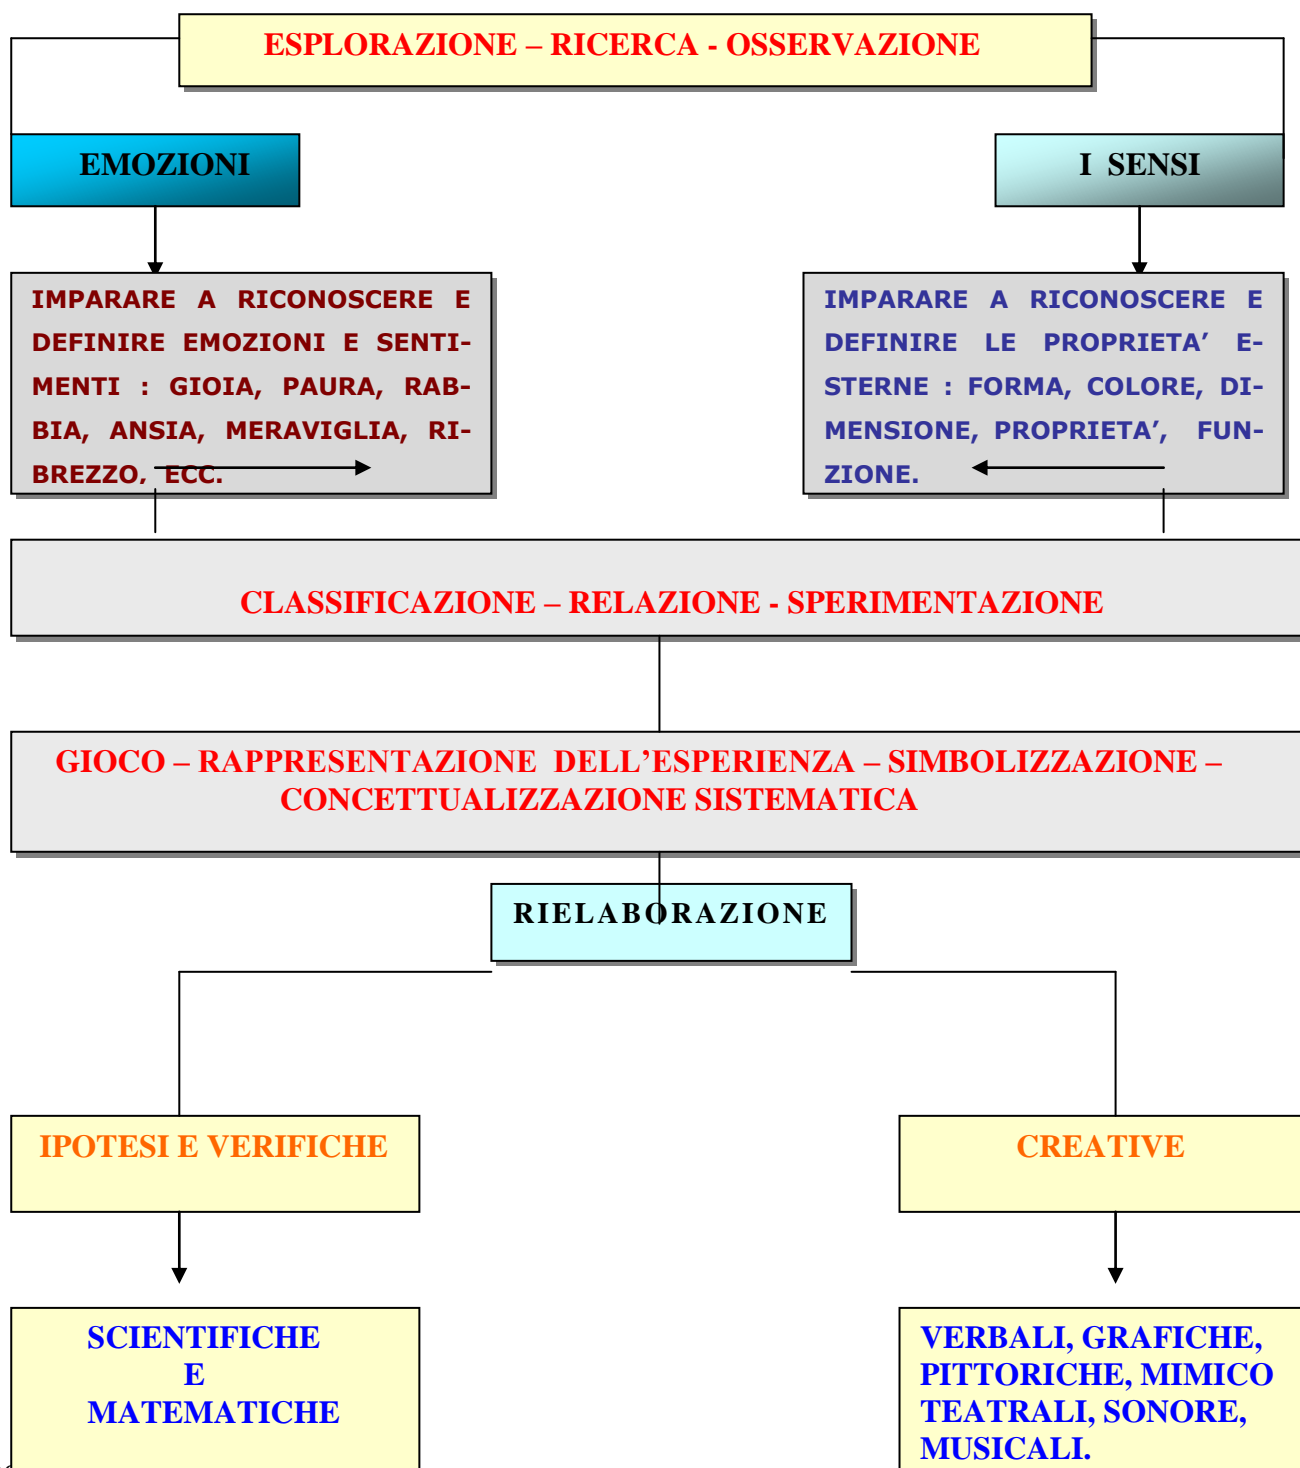 ESPLORAZIONE – RICERCA - OSSERVAZIONE
EMOZIONI
I SENSI
IMPARARE A RICONOSCERE E
DEFINIRE EMOZIONI E SENTI-
MENTI : GIOIA, PAURA, RAB-
BIA, ANSIA, MERAVIGLIA, RI-
BREZZO, ECC.
IMPARARE A RICONOSCERE E
DEFINIRE LE PROPRIETA’ E-
STERNE : FORMA, COLORE, DI-
MENSIONE, PROPRIETA’, FUN-
ZIONE.
CLASSIFICAZIONE – RELAZIONE - SPERIMENTAZIONE
GIOCO – RAPPRESENTAZIONE DELL’ESPERIENZA – SIMBOLIZZAZIONE –
CONCETTUALIZZAZIONE SISTEMATICA
RIELABORAZIONE
IPOTESI E VERIFICHE
CREATIVE
SCIENTIFICHE
E
MATEMATICHE
VERBALI, GRAFICHE,
PITTORICHE, MIMICO
TEATRALI, SONORE,
MUSICALI.